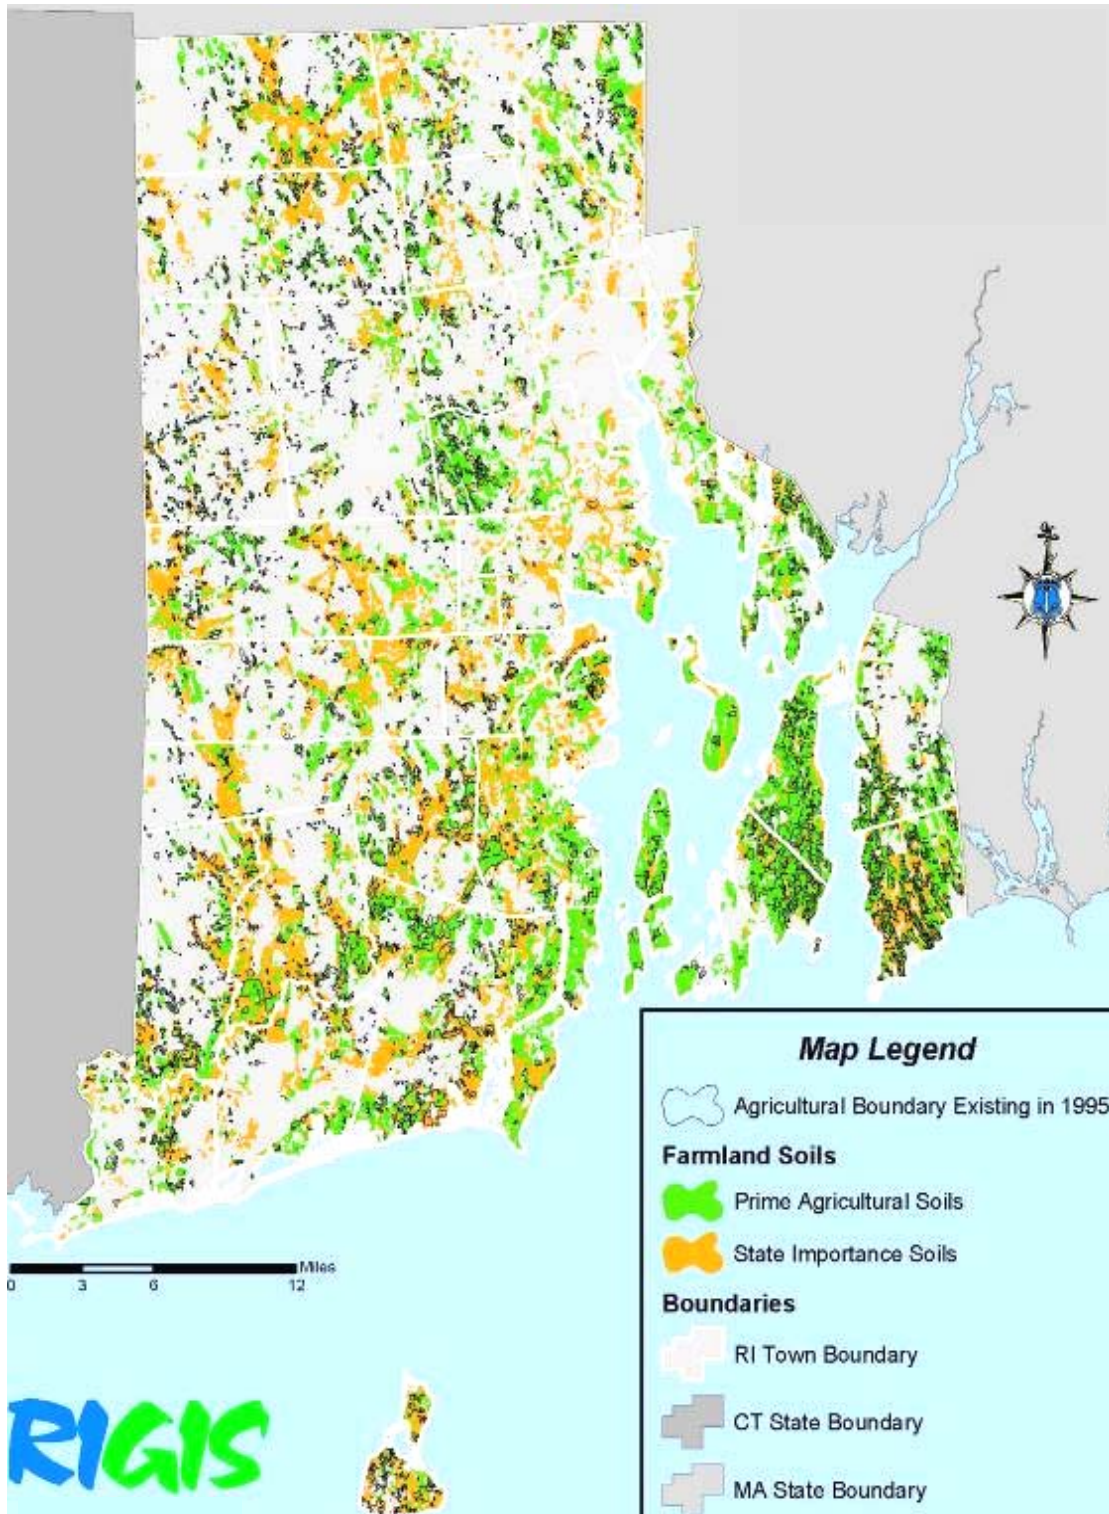 Map Legend
Agricultural Boundary Existing in 1995
Farmland Soils
Prime Agricultural Soils
State Importance Soils
Boundaries
RI Town Boundary
CT State Boundary
MA State Boundary
Miles
0 3 6 12
RIGIS